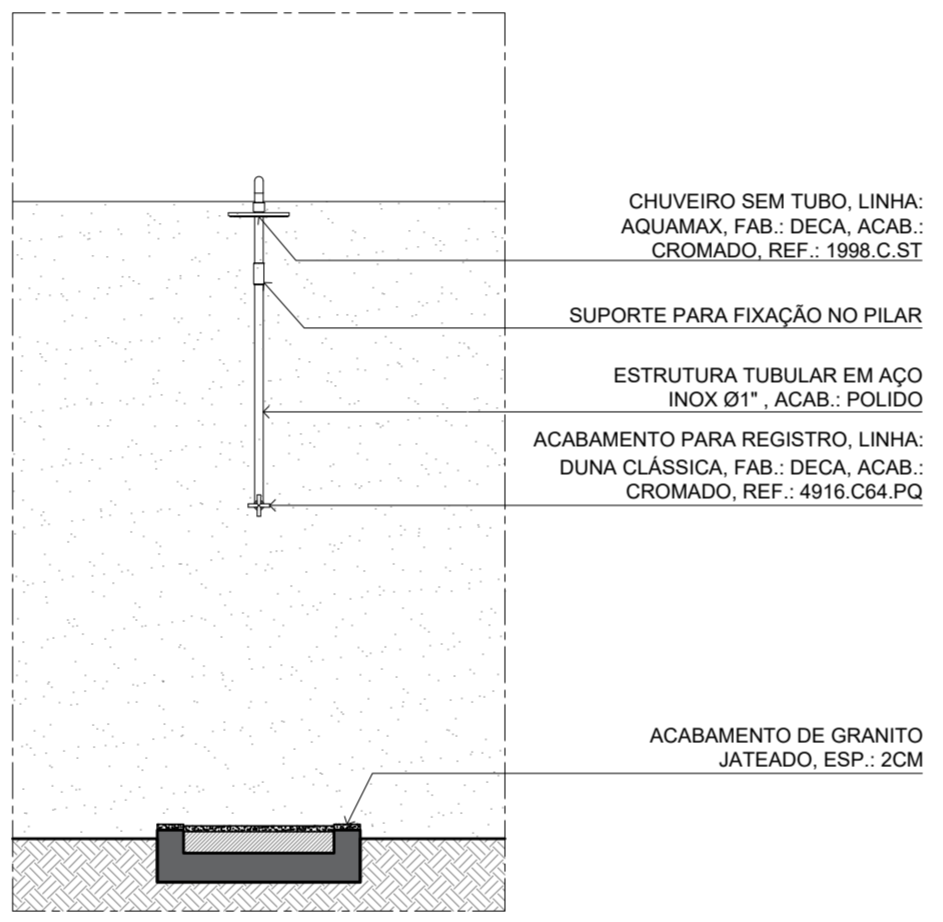 CHUVEIRO SEM TUBO, LINHA:
AQUAMAX, FAB.: DECA, ACAB.:
CROMADO, REF.: 1998.C.ST
SUPORTE PARA FIXAÇÃO NO PILAR
ESTRUTURA TUBULAR EM AÇO
INOX Ø1" , ACAB.: POLIDO
ACABAMENTO PARA REGISTRO, LINHA:
DUNA CLÁSSICA, FAB.: DECA, ACAB.:
CROMADO, REF.: 4916.C64.PQ
ACABAMENTO DE GRANITO
JATEADO, ESP.: 2CM